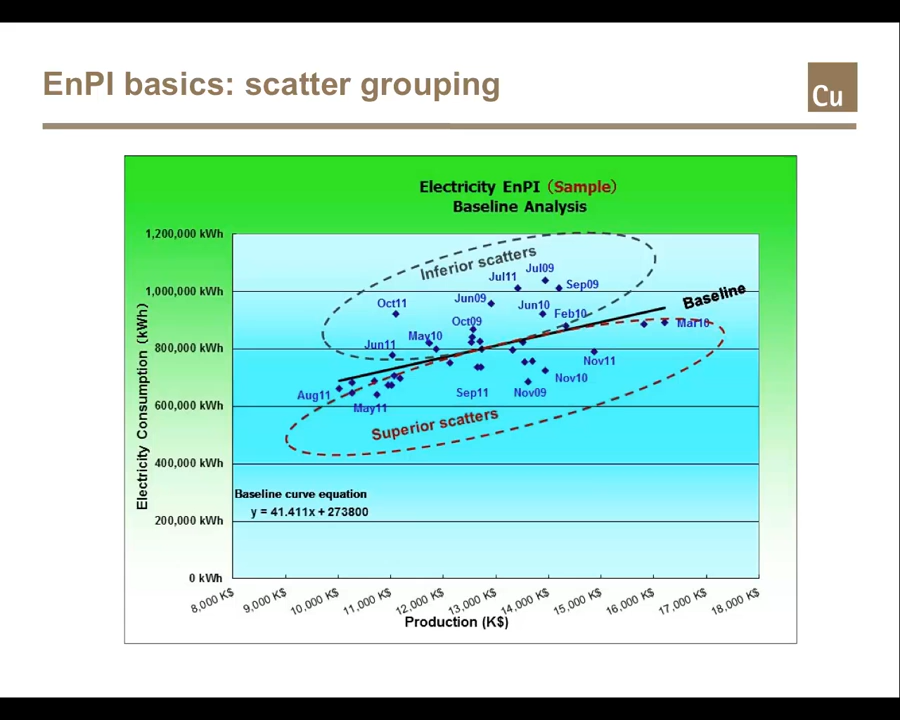 EnPI basics: scatter grouping
Cu
Electricity EnPI (Sample)
Baseline Analysis
1,200,000 kWh
1,000,000 kWh
800,000 kWh
600,000 kWh
400,000 kWh
200,000 kWh
0 kWh
Electricity Consumption (kWh)
Inferior scatters
Jul09
Jul11
Sep09
Baseline
Jun09
Oct11
Jun10
Feb10
Oct09
Mar10
May10
Jun11
Nov11
Nov10
Aug11
Sep11
Nov09
May11
Superior scatters
Baseline curve equation
y = 41.411x + 273800
8,000 K$
9,000 K$
10,000 K$
11,000 K$
12,000 K$
13,000 K$
14,000 K$
15,000 K$
16,000 K$
17,000 K$
18,000 K$
Production (K$)